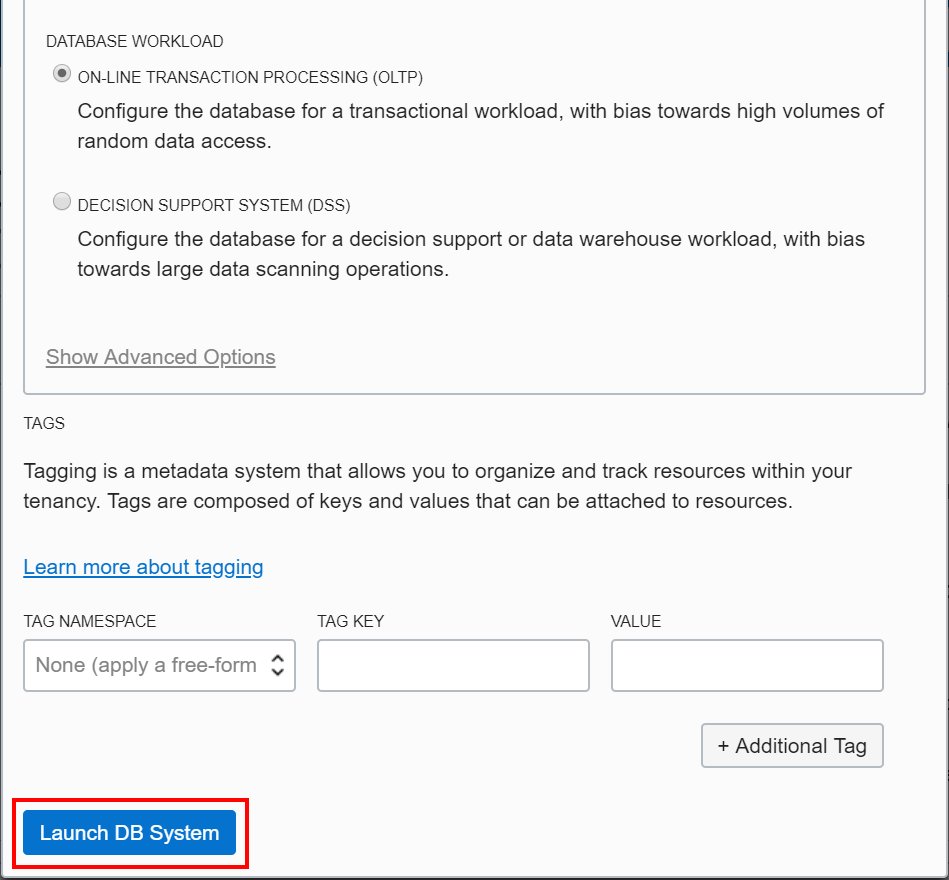 DATABASE WORKLOAD
ON-LINE TRANSACTION PROCESSING (OLTP)
Configure the database for a transactional workload, with bias towards high volumes of
random data access.
DECISION SUPPORT SYSTEM (DSS)
Configure the database for a decision support or data warehouse workload, with bias
towards large data scanning operations.
Show Advanced Options
TAGS
Tagging is a metadata system that allows you to organize and track resources within your
tenancy. Tags are composed of keys and values that can be attached to resources.
Learn more about tagging
TAG NAMESPACE TAG KEY VALUE
None (apply a free-form
+ Additional Tag
Launch DB System